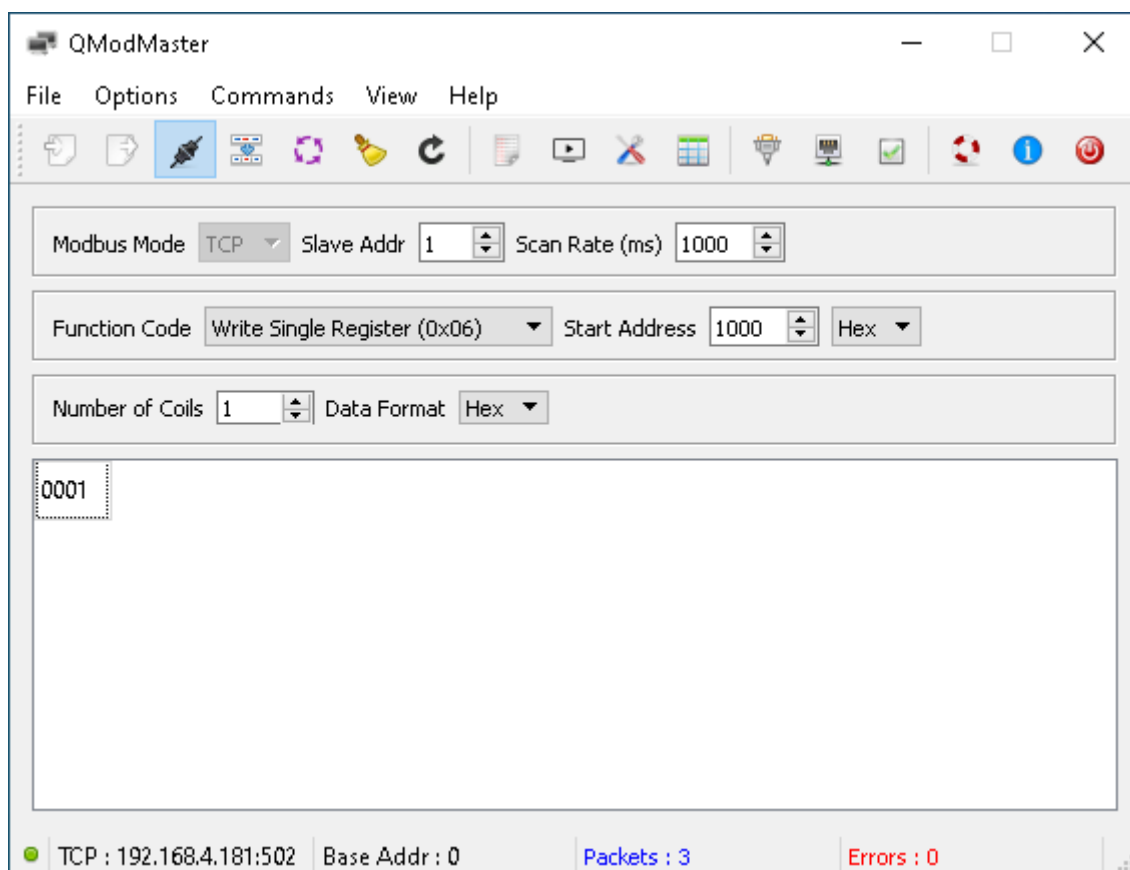 QModMaster
File Options Commands View Help
Modbus Mode TCP Slave Addr 1 Scan Rate (ms) 1000
Function Code Write Single Register (0x06) Start Address 1000 Hex
Number of Coils 1 Data Format Hex
0001
TCP : 192.168.4.181:502 Base Addr : 0 Packets : 3 Errors : 0